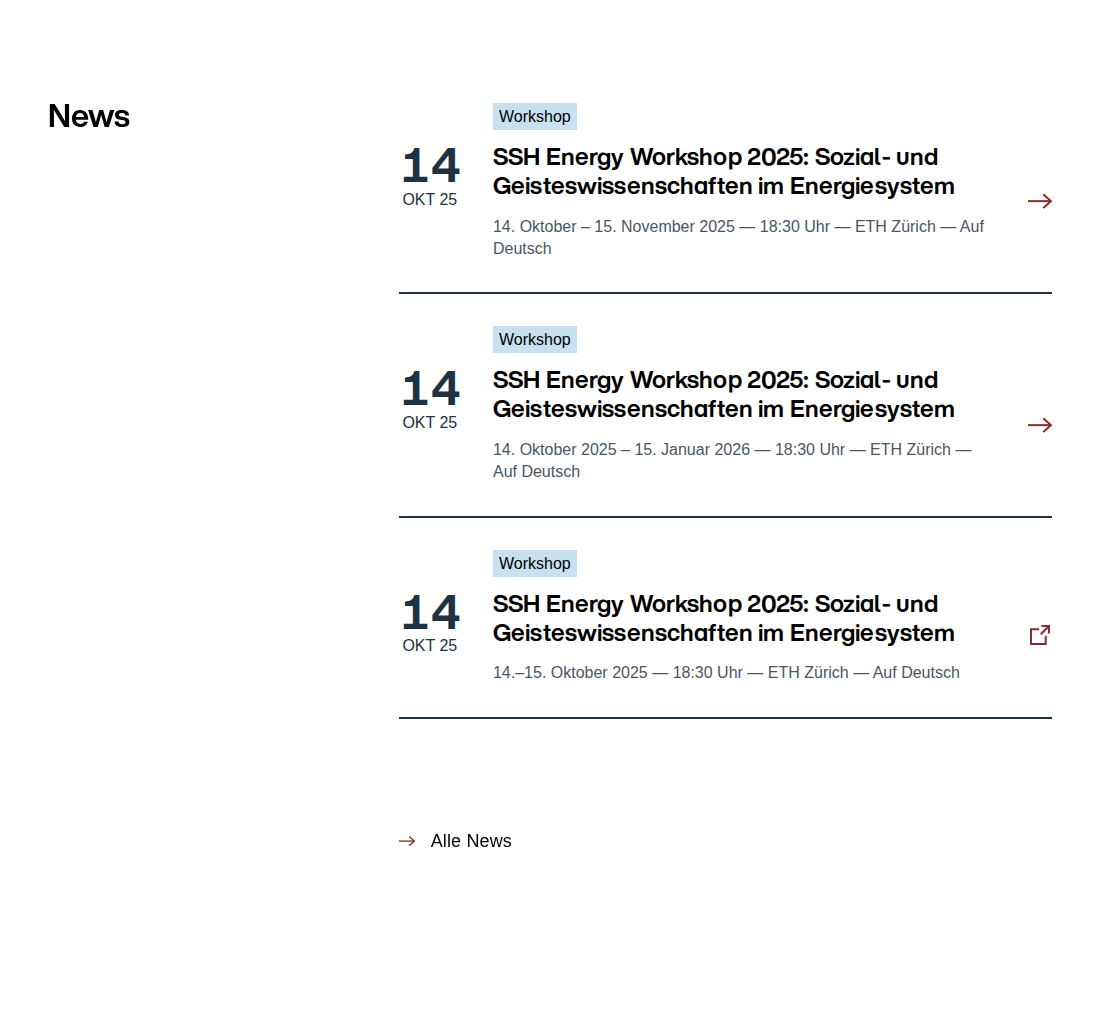 News
Workshop
14
OKT 25
SSH Energy Workshop 2025: Sozial- und
Geisteswissenschaften im Energiesystem
14. Oktober – 15. November 2025 — 18:30 Uhr — ETH Zürich — Auf
Deutsch
Workshop
14
OKT 25
SSH Energy Workshop 2025: Sozial- und
Geisteswissenschaften im Energiesystem
14. Oktober 2025 – 15. Januar 2026 — 18:30 Uhr — ETH Zürich —
Auf Deutsch
Workshop
14
OKT 25
SSH Energy Workshop 2025: Sozial- und
Geisteswissenschaften im Energiesystem
14.–15. Oktober 2025 — 18:30 Uhr — ETH Zürich — Auf Deutsch
Alle News